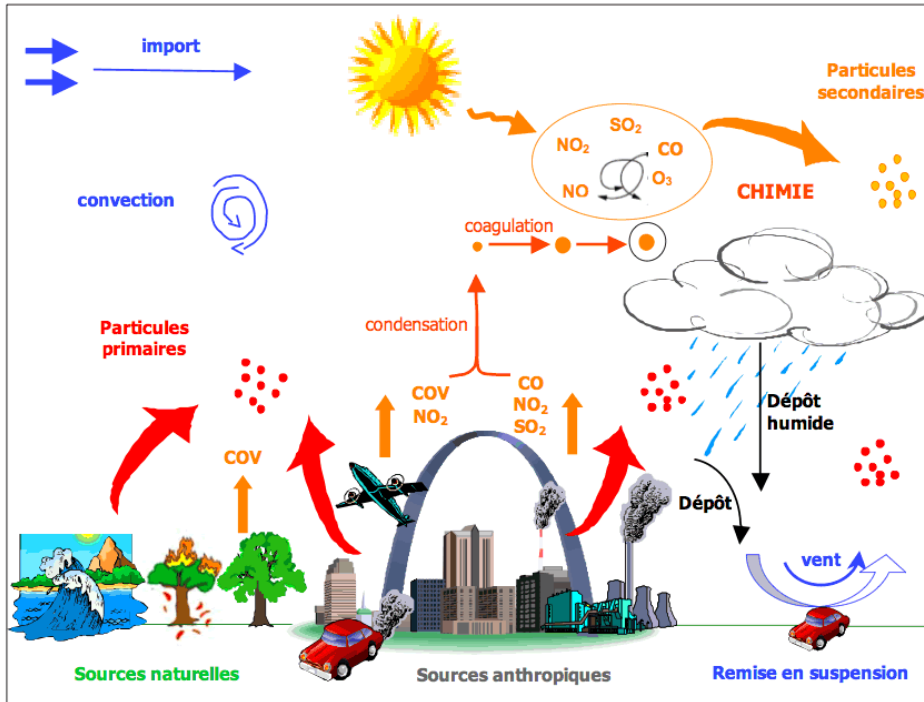 import
Particules
secondaires
SO₂
NO₂
CO
O₃
NO
CHIMIE
convection
coagulation
condensation
Particules
primaires
COV
NO₂
CO
NO₂
SO₂
Dépôt
humide
COV
Dépôt
vent
Sources naturelles
Sources anthropiques
Remise en suspension